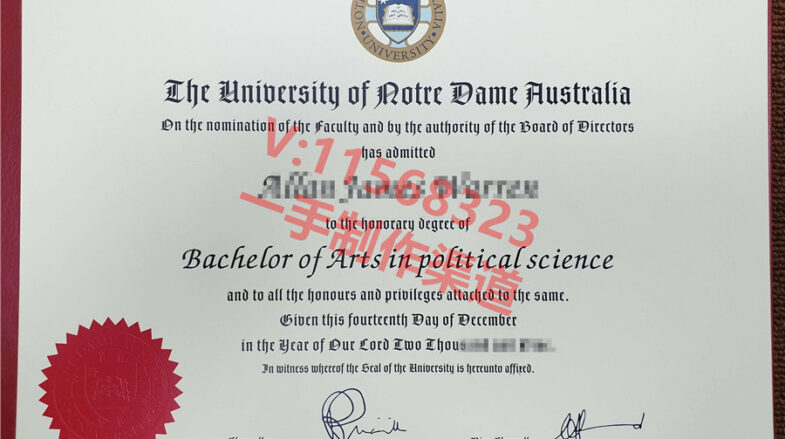 UNIVERSITY
The University of Notre Dame Australia
On the nomination of the Faculty and by the authority of the Board of Directors
has admitted
V:11568323
一手制作渠道
to the honorary degree of
Bachelor of Arts in political science
and to all the honours and privileges attached to the same.
Given this fourteenth Day of December
in the Year of Our Lord Two
In witness whereof the Seal of the University is hereunto affixed.